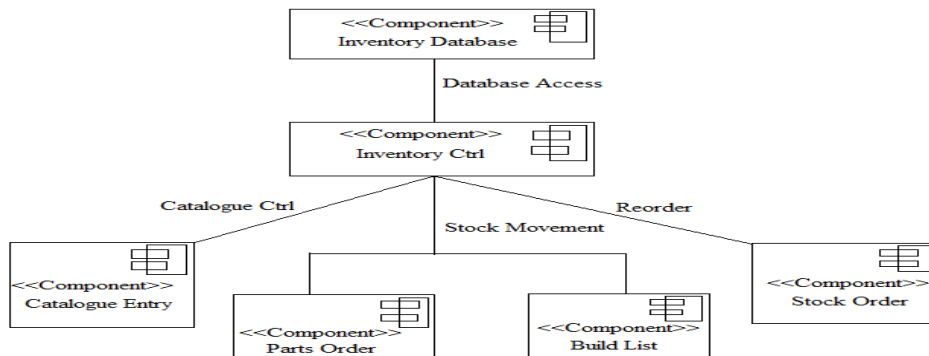 <<Component>>
Inventory Database
Database Access
<<Component>>
Inventory Ctrl
Catalogue Ctrl
Reorder
Stock Movement
<<Component>>
Catalogue Entry
<<Component>>
Stock Order
<<Component>>
Parts Order
<<Component>>
Build List